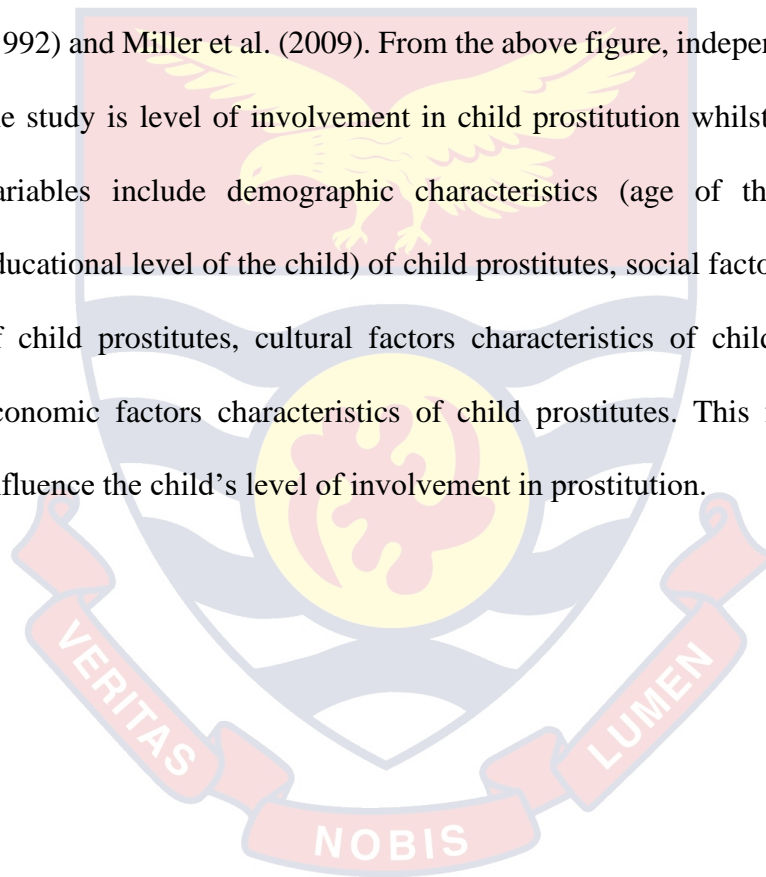 992) and Miller et al. (2009). From the above figure, indepen
e study is level of involvement in child prostitution whilst
ariables include demographic characteristics (age of th
ducational level of the child) of child prostitutes, social facto
f child prostitutes, cultural factors characteristics of child
conomic factors characteristics of child prostitutes. This
nfluence the child’s level of involvement in prostitution.
VERITAS
NOBIS
LUMEN